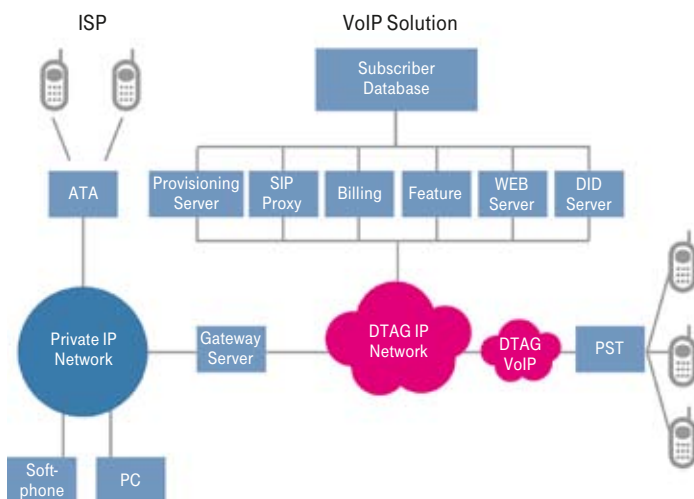 ISP
VoIP Solution
Subscriber
Database
ATA
Provisioning
Server
SIP
Proxy
Billing
Feature
WEB
Server
DID
Server
Private IP
Network
Gateway
Server
DTAG IP
Network
DTAG
VoIP
PST
Soft-
phone
PC